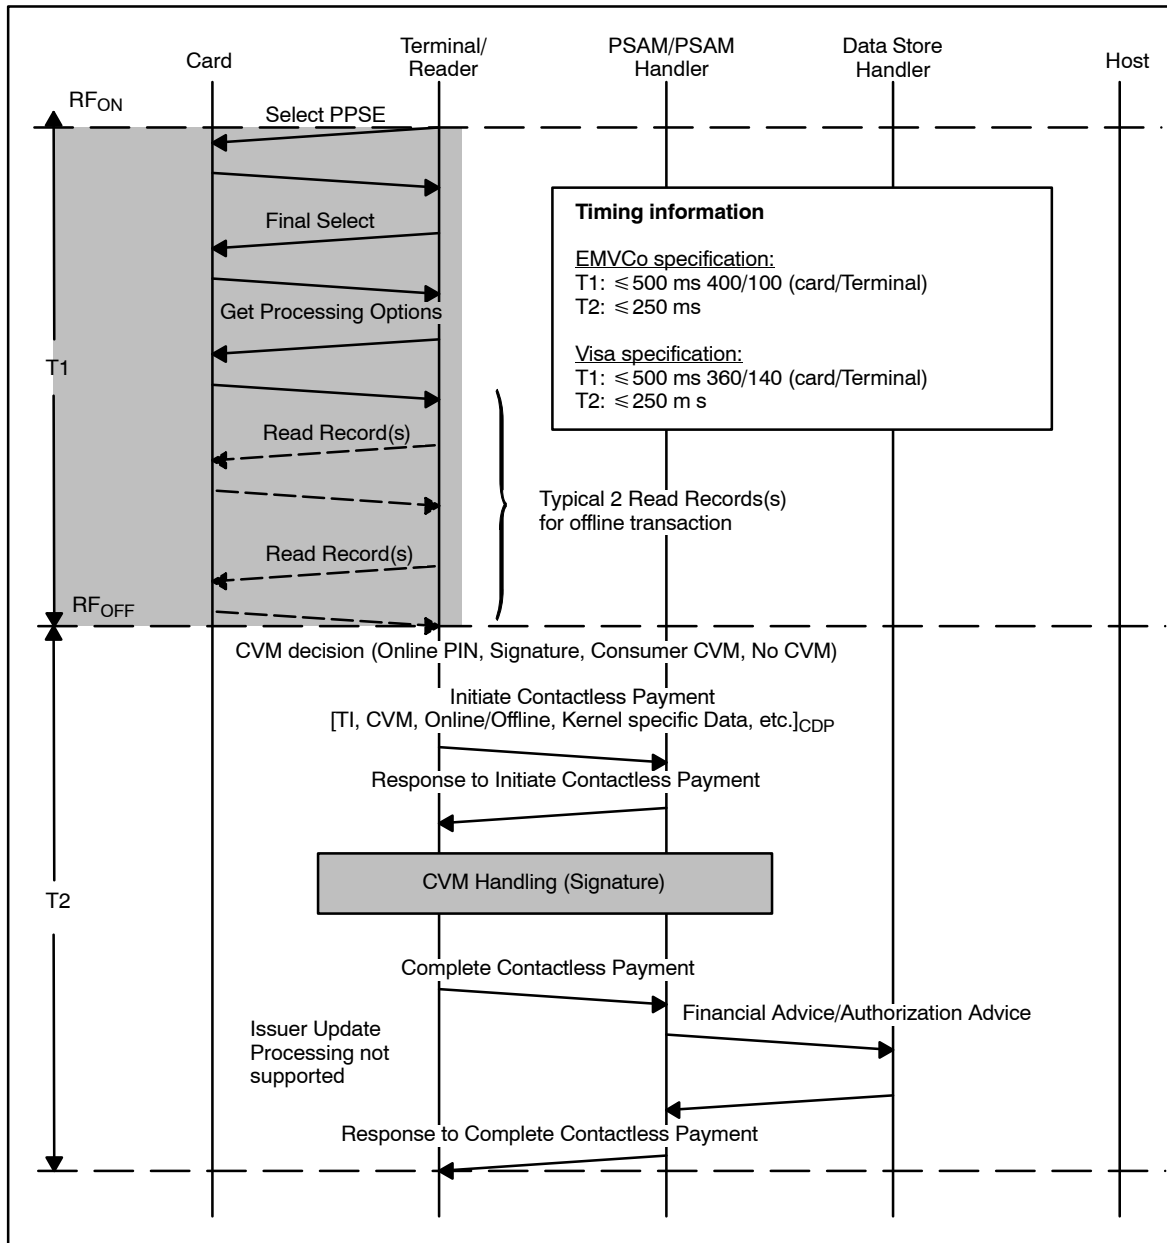 Card
Terminal/
Reader
PSAM/PSAM
Handler
Data Store
Handler
Host
RFON
Select PPSE
Final Select
Get Processing Options
T1
Read Record(s)
Read Record(s)
RFOFF
Timing information
EMVCo specification:
T1: ≤ 500 ms 400/100 (card/Terminal)
T2: ≤ 250 ms
Visa specification:
T1: ≤ 500 ms 360/140 (card/Terminal)
T2: ≤ 250 m s
Typical 2 Read Records(s)
for offline transaction
CVM decision (Online PIN, Signature, Consumer CVM, No CVM)
Initiate Contactless Payment
[TI, CVM, Online/Offline, Kernel specific Data, etc.]CDP
Response to Initiate Contactless Payment
CVM Handling (Signature)
T2
Complete Contactless Payment
Financial Advice/Authorization Advice
Issuer Update
Processing not
supported
Response to Complete Contactless Payment